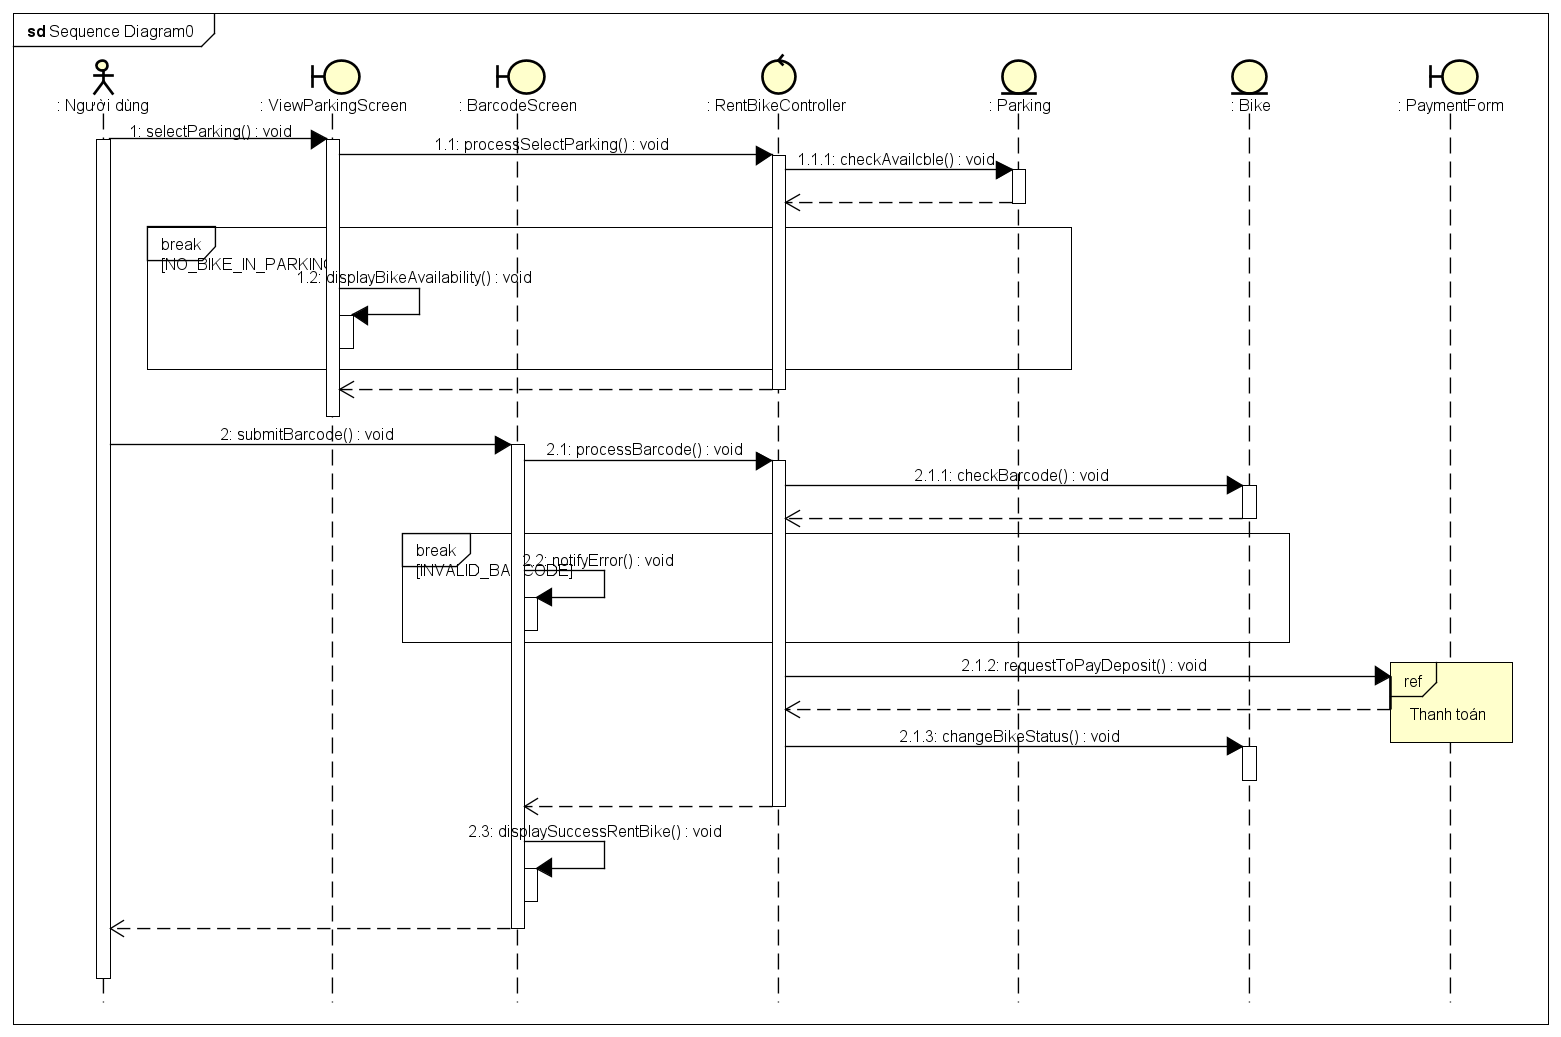 sd Sequence Diagram0
: Người dùng
: ViewParkingScreen
: BarcodeScreen
: RentBikeController
: Parking
: Bike
: PaymentForm
1: selectParking() : void
1.1: processSelectParking() : void
1.1.1: checkAvailcble() : void
break
[NO_BIKE_IN_PARKING
1.2: displayBikeAvailability() : void
2: submitBarcode() : void
2.1: processBarcode() : void
2.1.1: checkBarcode() : void
break
2.2: notifyError() : void
[INVALID_BARCODE]
2.1.2: requestToPayDeposit() : void
ref
Thanh toán
2.1.3: changeBikeStatus() : void
2.3: displaySuccessRentBike() : void